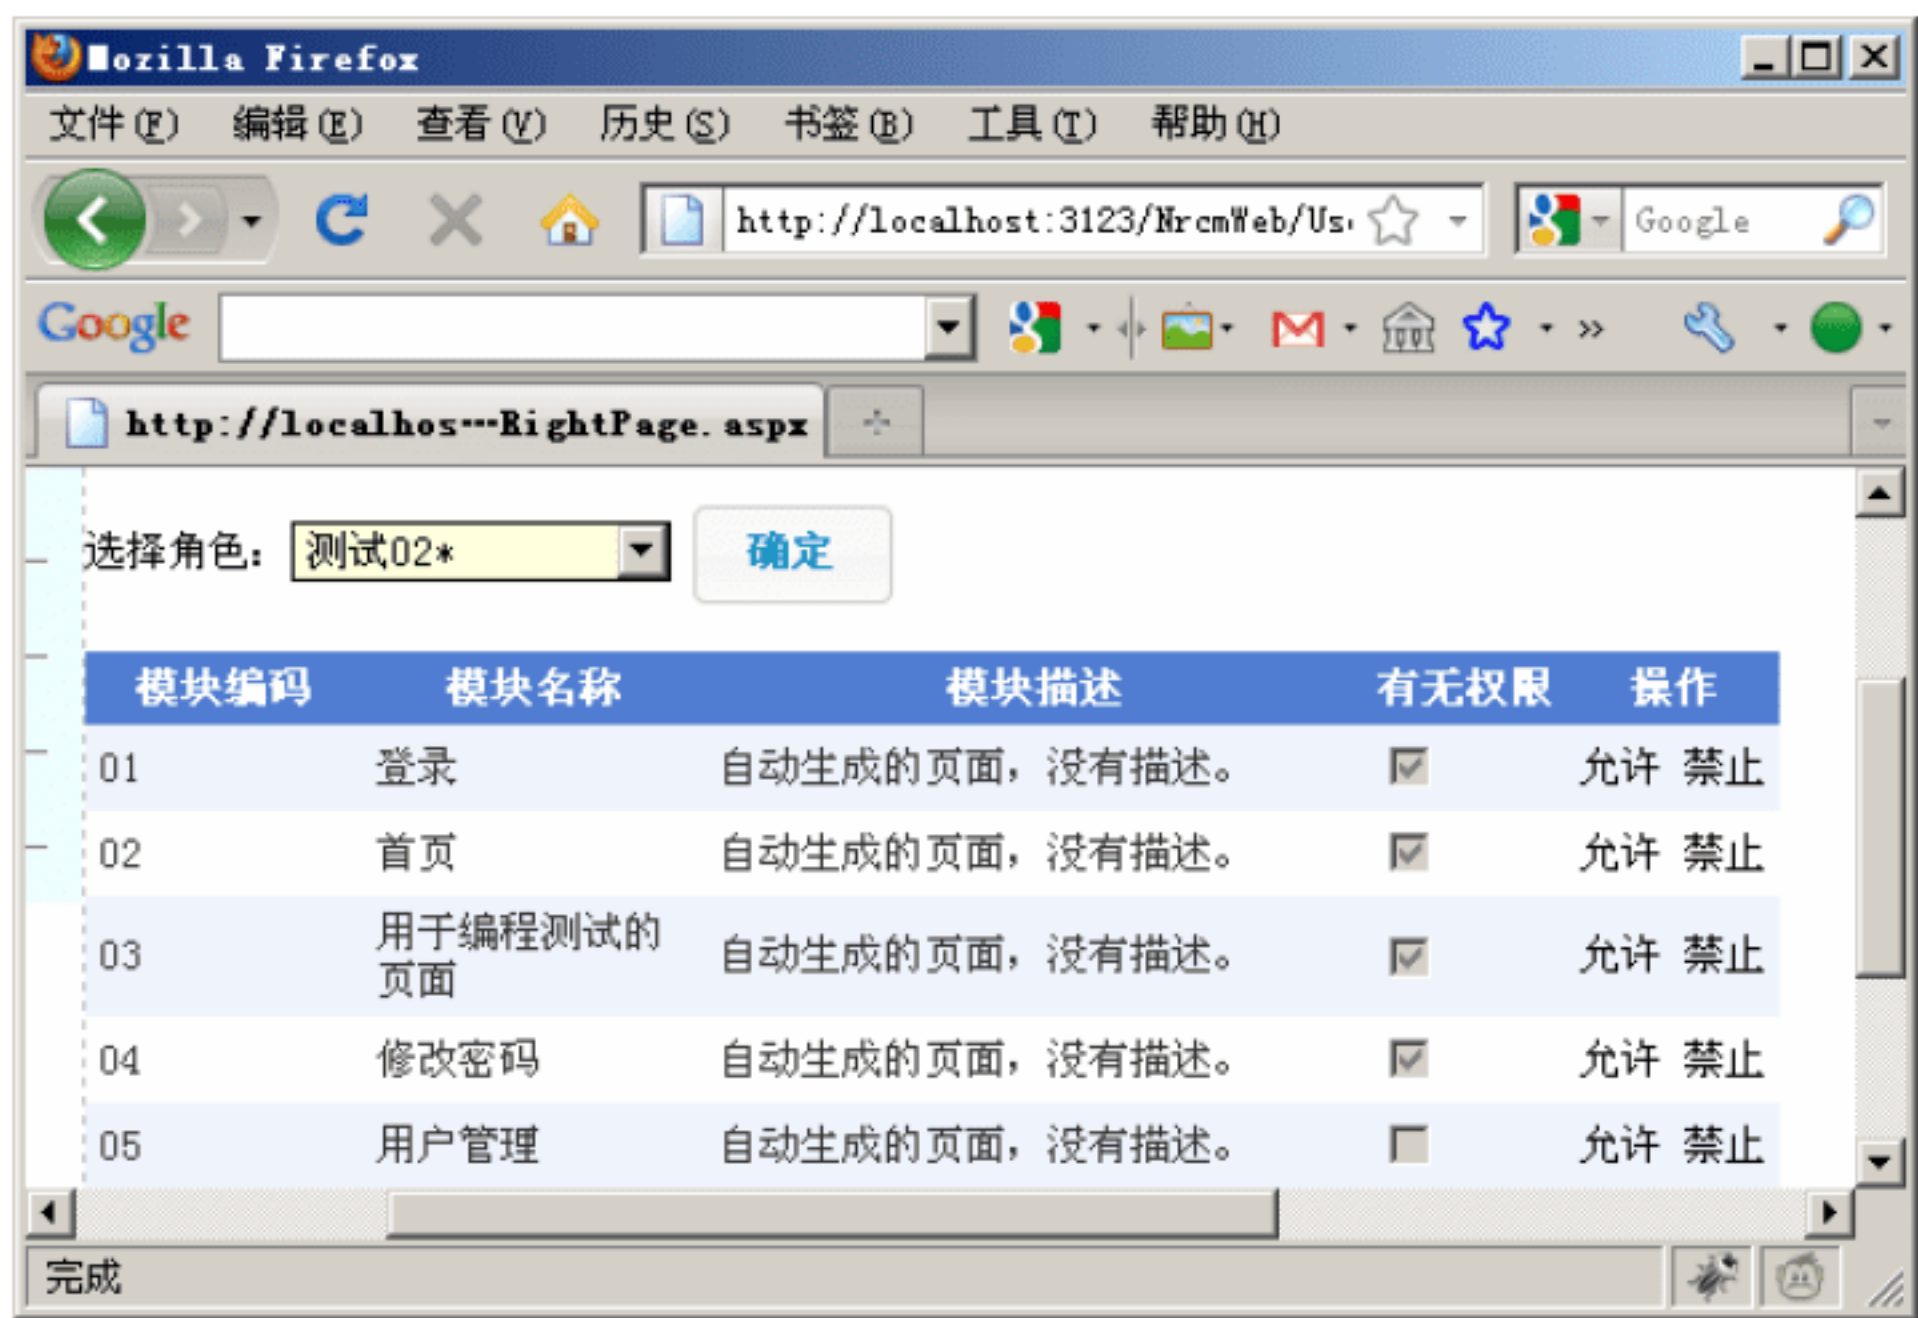 Mozilla Firefox
文件(F) 编辑(E) 查看(V) 历史(S) 书签(B) 工具(T) 帮助(H)
http://localhost:3123/NrcmWeb/Us Google
Google
http://localhos…RightPage.aspx
选择角色: 测试02* 确定
模块编码 模块名称 模块描述 有无权限 操作
01 登录 自动生成的页面，没有描述。 允许 禁止
02 首页 自动生成的页面，没有描述。 允许 禁止
03 用于编程测试的
页面 自动生成的页面，没有描述。 允许 禁止
04 修改密码 自动生成的页面，没有描述。 允许 禁止
05 用户管理 自动生成的页面，没有描述。 允许 禁止
完成